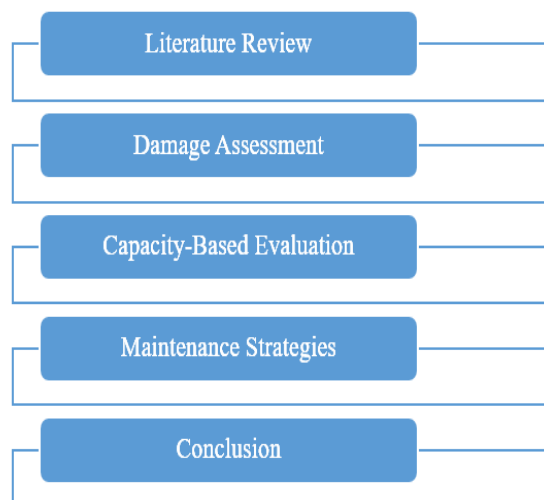 Literature Review
Damage Assessment
Capacity-Based Evaluation
Maintenance Strategies
Conclusion